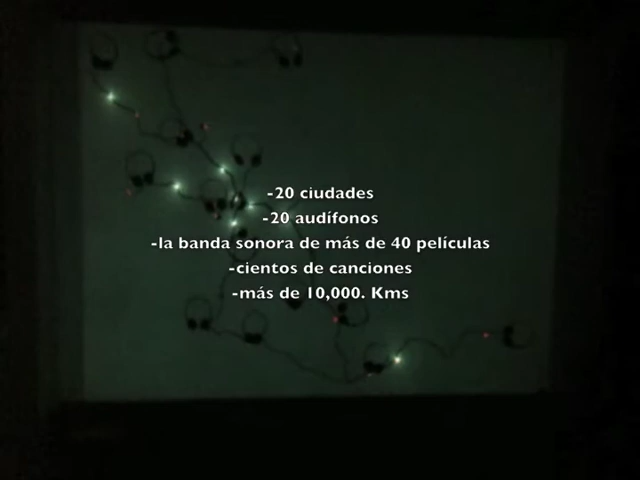 -20 ciudades
-20 audífonos
-la banda sonora de más de 40 películas
-cientos de canciones
-más de 10,000. Kms